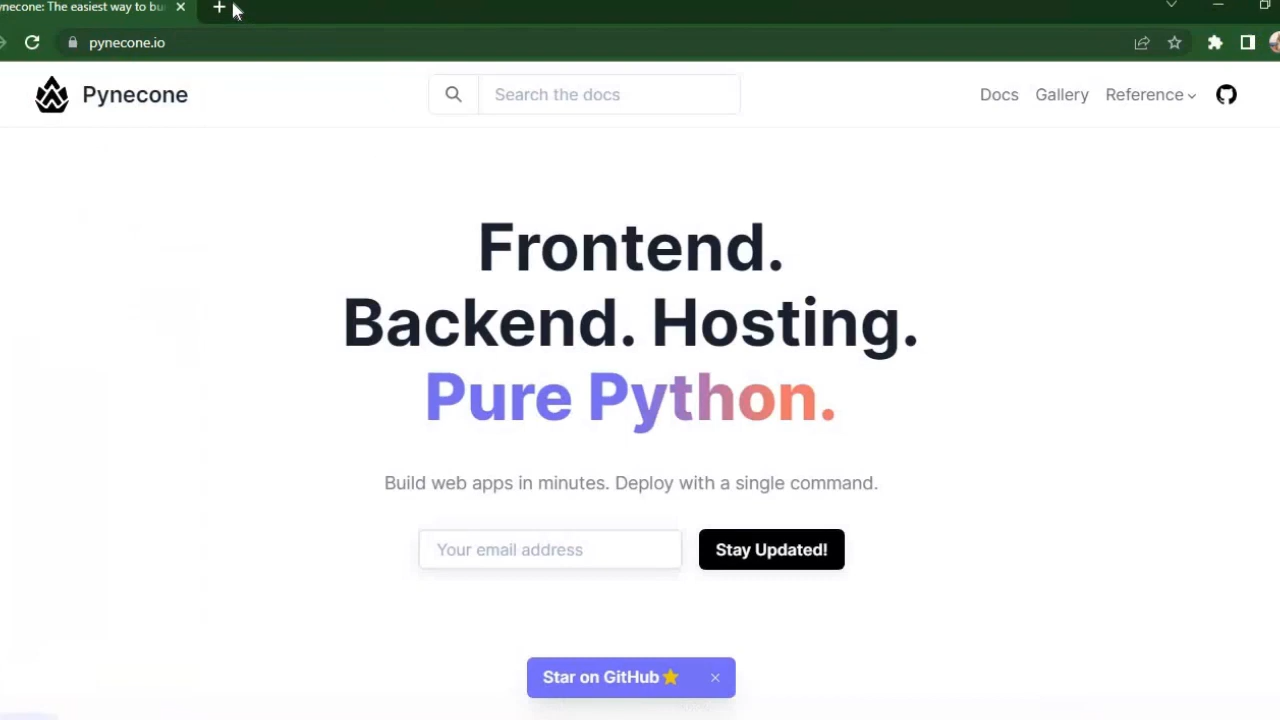 necone: The easiest way to bu
pynecone.io
Pynecone
Search the docs
Docs
Gallery
Reference
Frontend.
Backend. Hosting.
Pure Python.
Build web apps in minutes. Deploy with a single command.
Your email address
Stay Updated!
Star on GitHub⭐